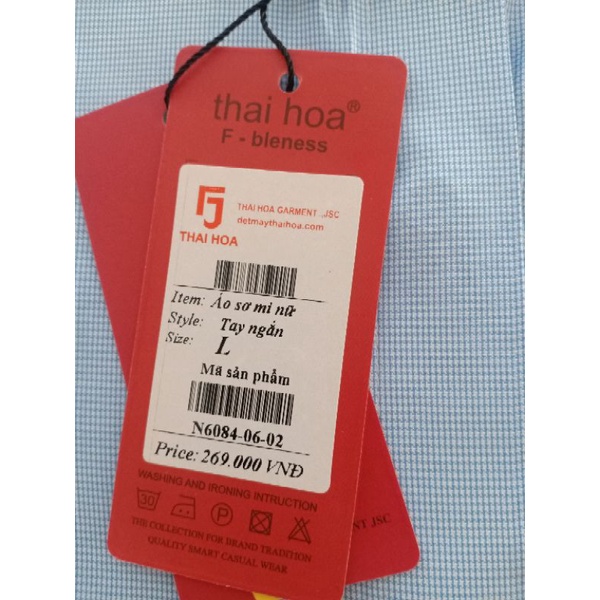 thai hoa®
F - bleness
THAI HOA
THAI HOA GARMENT .,JSC
detmaythaihoa.com
Item: Áo sơ mi nữ
Style: Tay ngắn
Size: L
Mã sản phẩm
N6084-06-02
Price: 269.000 VNĐ
WASHING AND IRONING INTRUCTION
30
P
THE COLLECTION FOR BRAND TRADITION
QUALITY SMART CASUAL WEAR
JSC